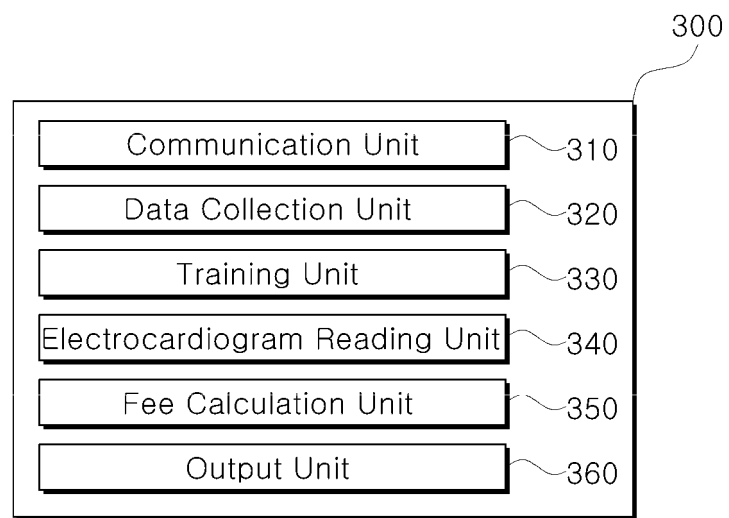 300
Communication Unit 310
Data Collection Unit 320
Training Unit 330
Electrocardiogram Reading Unit 340
Fee Calculation Unit 350
Output Unit 360